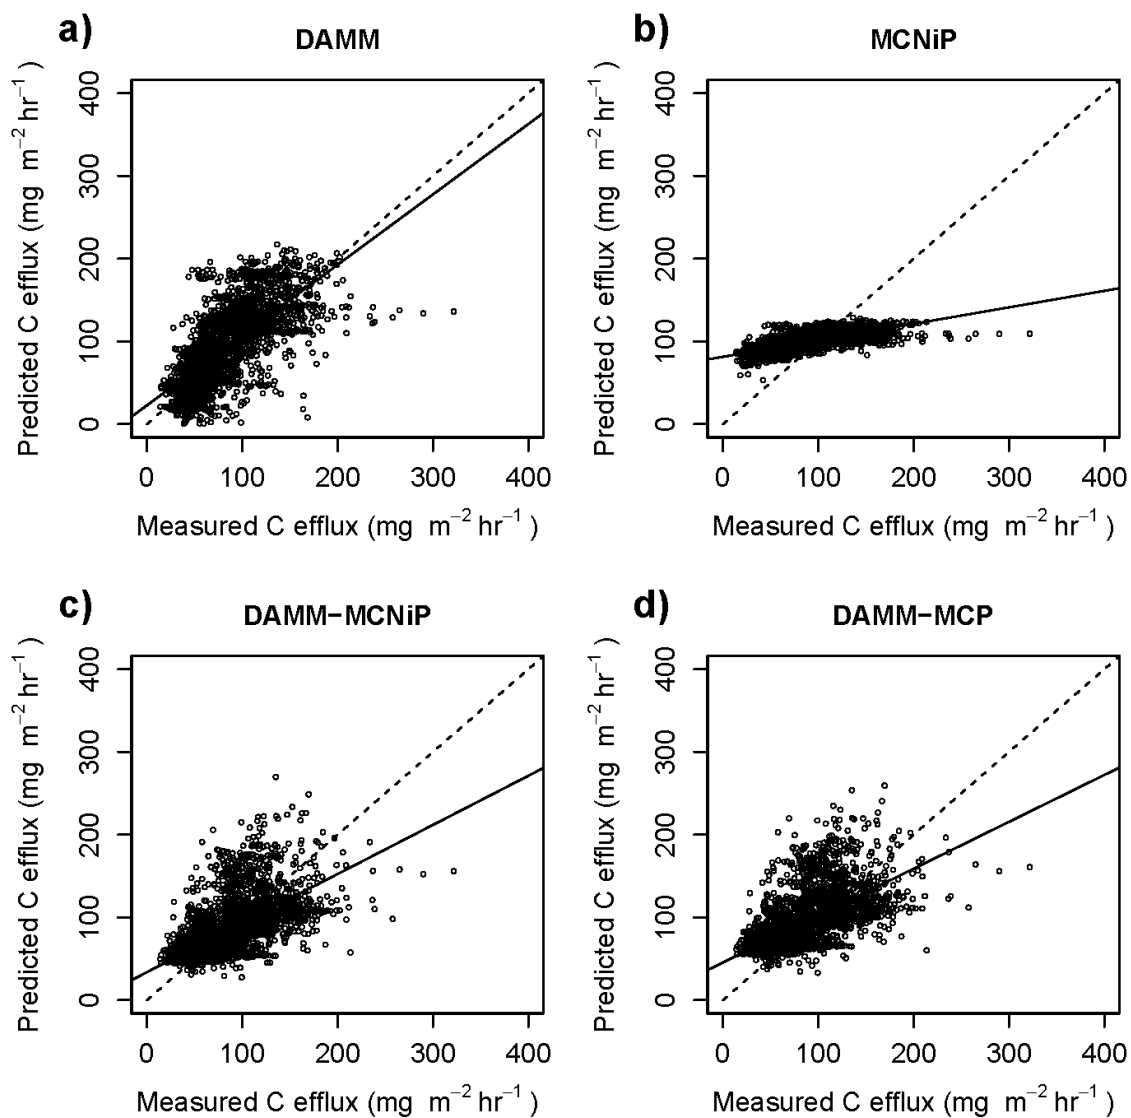 a) DAMM
Predicted C efflux (mg m⁻² hr⁻¹)
400
300
200
100
0
0 100 200 300 400
Measured C efflux (mg m⁻² hr⁻¹)
b) MCNiP
Predicted C efflux (mg m⁻² hr⁻¹)
400
300
200
100
0
0 100 200 300 400
Measured C efflux (mg m⁻² hr⁻¹)
c) DAMM−MCNiP
Predicted C efflux (mg m⁻² hr⁻¹)
400
300
200
100
0
0 100 200 300 400
Measured C efflux (mg m⁻² hr⁻¹)
d) DAMM−MCP
Predicted C efflux (mg m⁻² hr⁻¹)
400
300
200
100
0
0 100 200 300 400
Measured C efflux (mg m⁻² hr⁻¹)